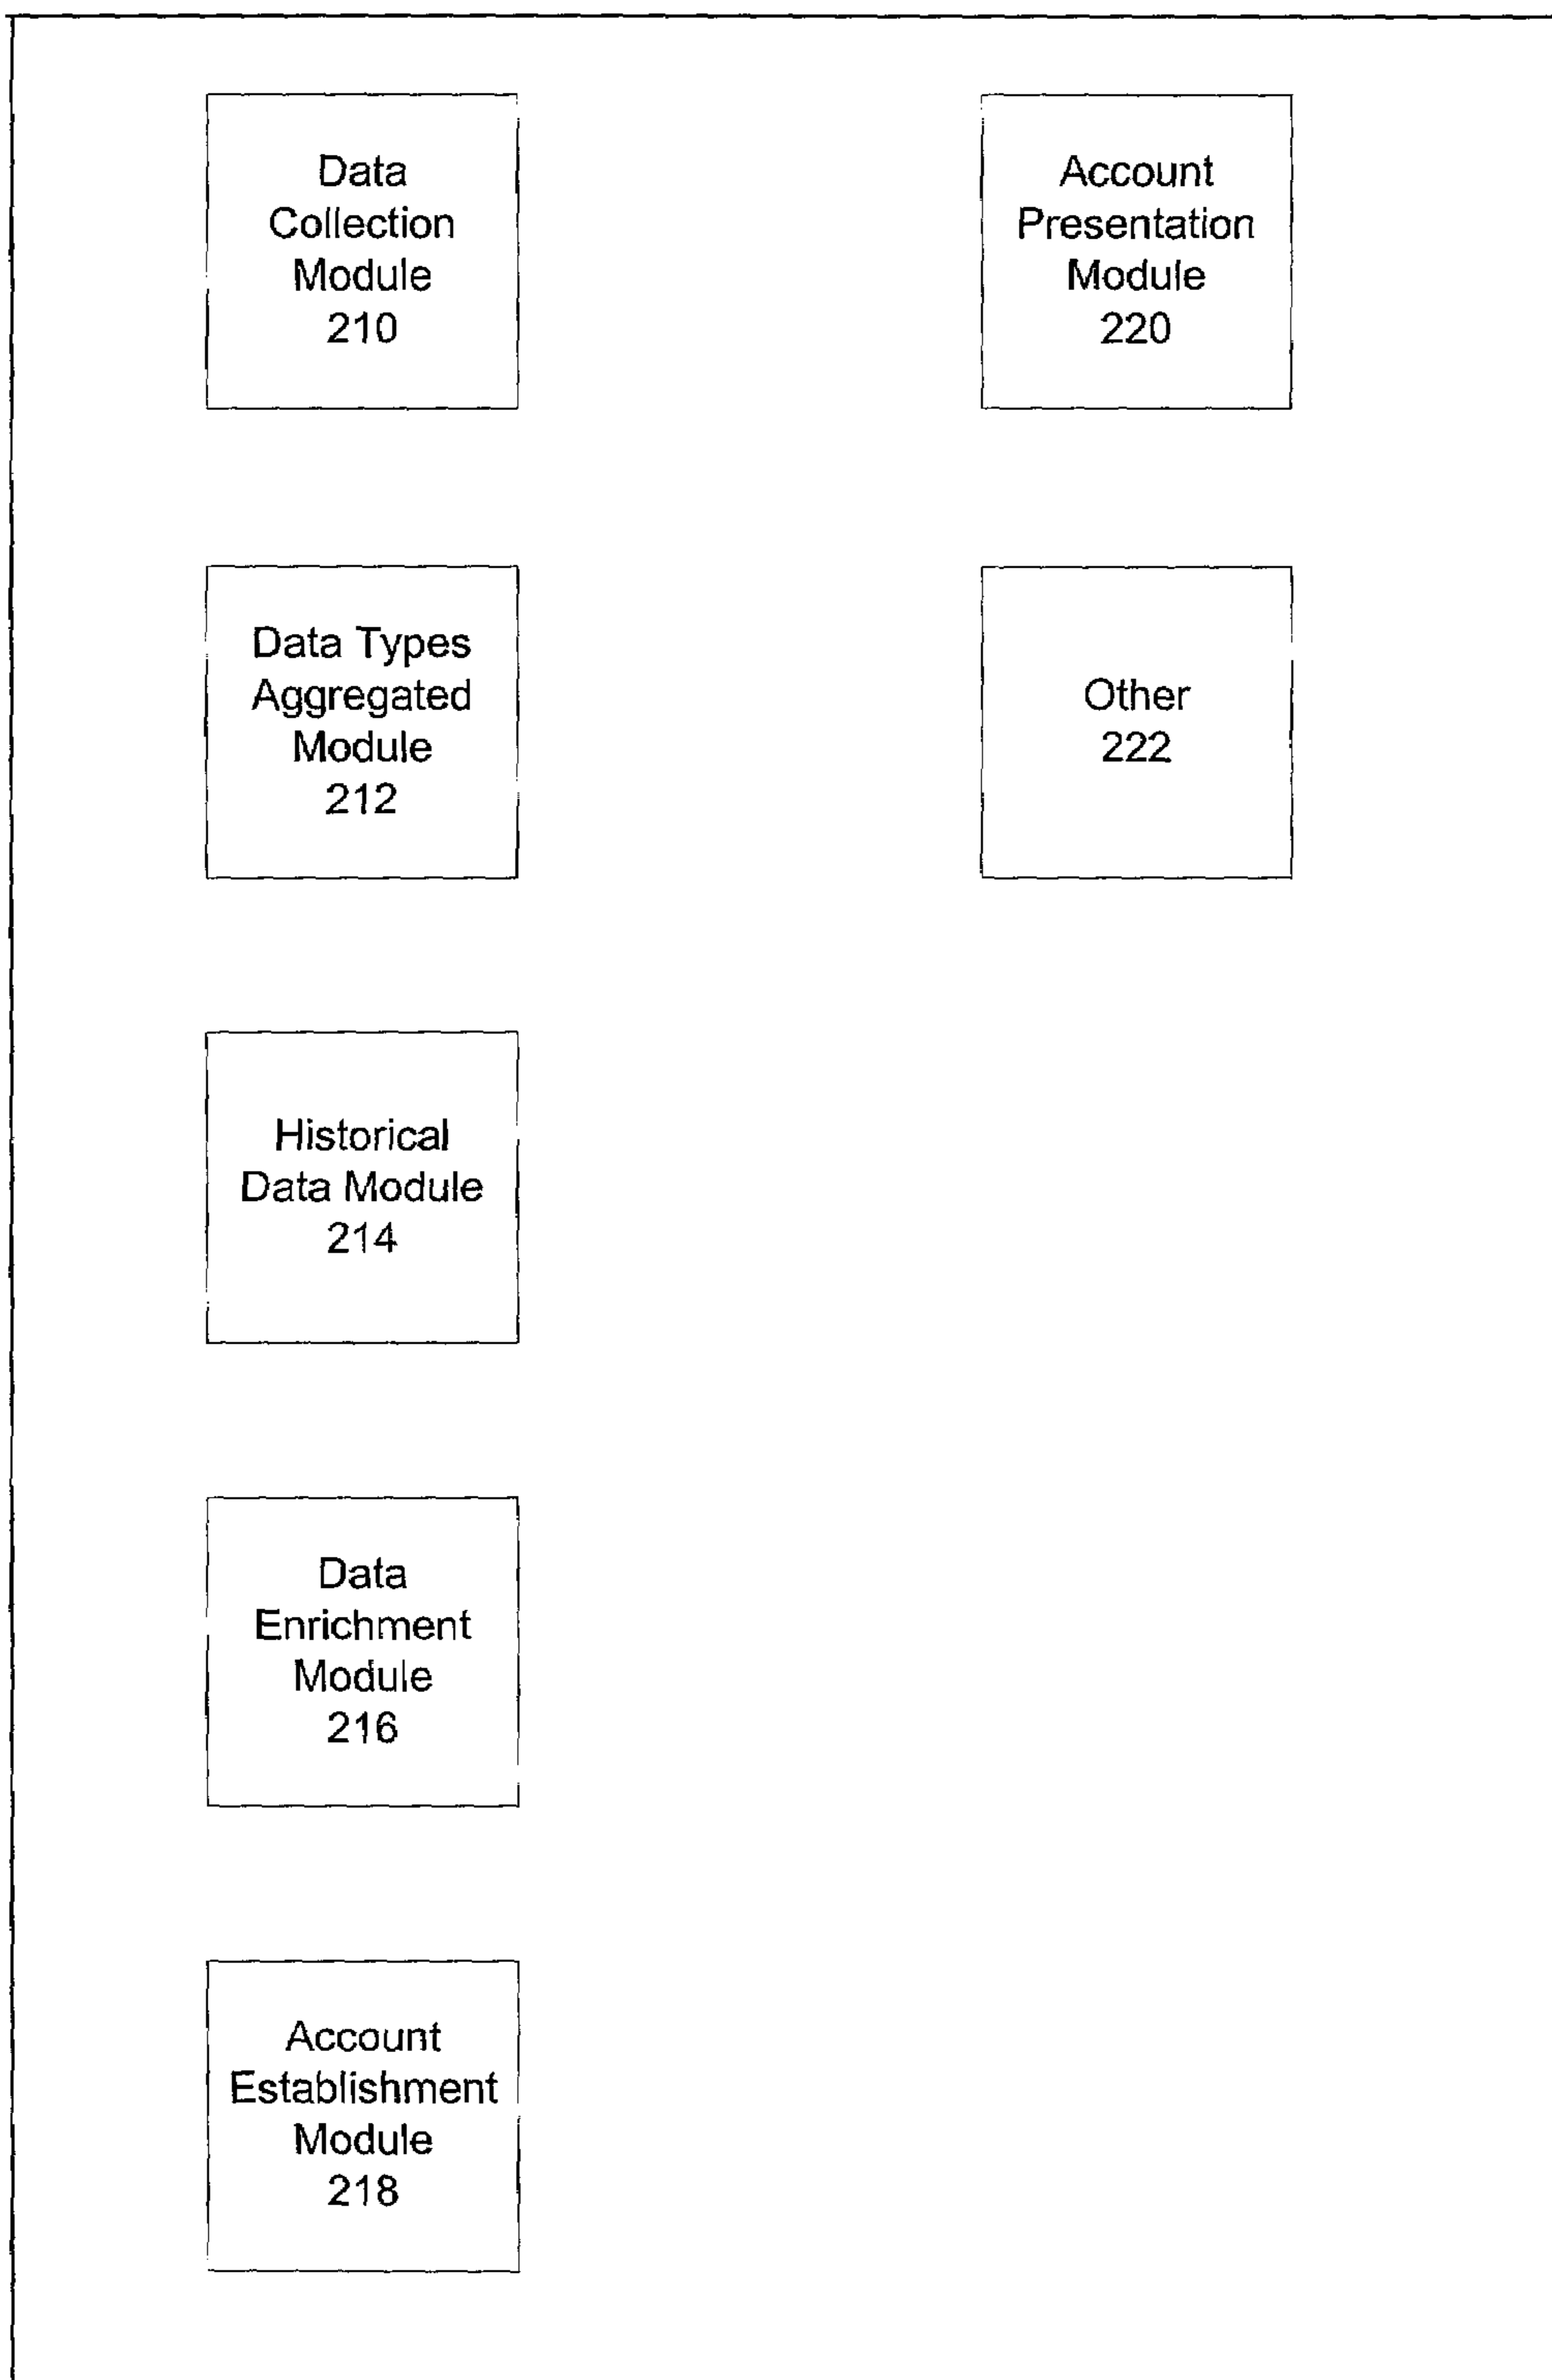 Data
Collection
Module
210
Data Types
Aggregated
Module
212
Historical
Data Module
214
Data
Enrichment
Module
216
Account
Establishment
Module
218
Account
Presentation
Module
220
Other
222